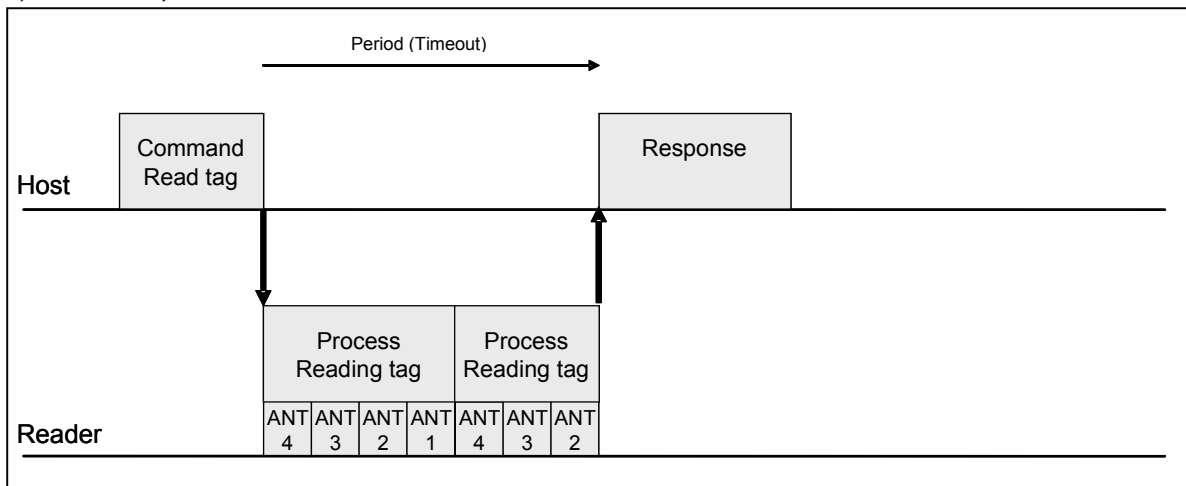 Period (Timeout)
Command
Read tag
Response
Host
Process
Reading tag
Process
Reading tag
ANT
4
ANT
3
ANT
2
ANT
1
ANT
4
ANT
3
ANT
2
Reader